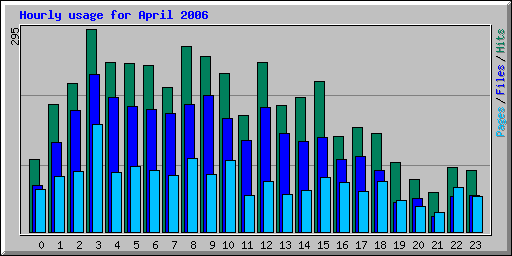 Hourly usage for April 2006
295
Pages/Files/Hits
0 1 2 3 4 5 6 7 8 9 10 11 12 13 14 15 16 17 18 19 20 21 22 23